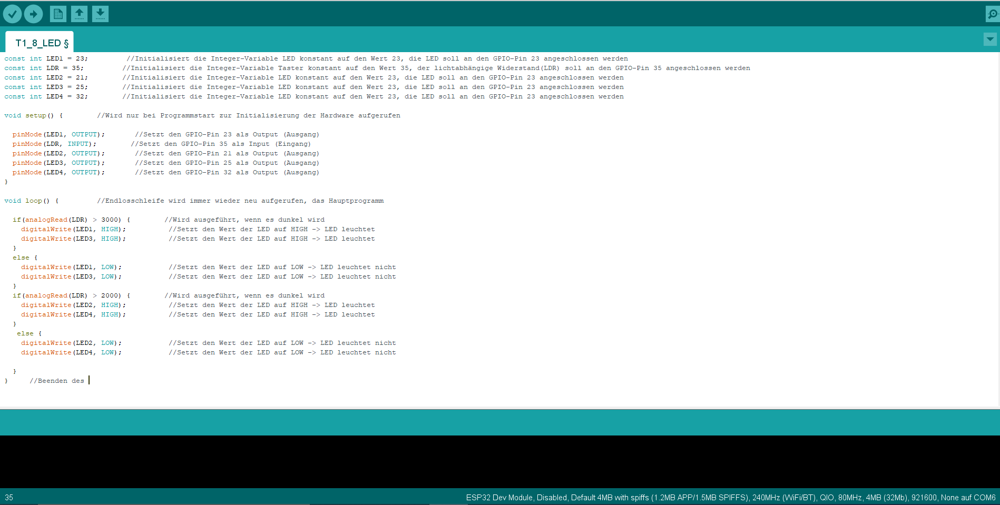 T1_8_LED §
const int LED1 = 23;         //Initialisiert die Integer-Variable LED konstant auf den Wert 23, die LED soll an den GPIO-Pin 23 angeschlossen werden
const int LDR = 35;         //Initialisiert die Integer-Variable Taster konstant auf den Wert 35, der lichtabhängige Widerstand(LDR) soll an den GPIO-Pin 35 angeschlossen werden
const int LED2 = 21;        //Initialisiert die Integer-Variable LED konstant auf den Wert 23, die LED soll an den GPIO-Pin 23 angeschlossen werden
const int LED3 = 25;        //Initialisiert die Integer-Variable LED konstant auf den Wert 23, die LED soll an den GPIO-Pin 23 angeschlossen werden
const int LED4 = 32;        //Initialisiert die Integer-Variable LED konstant auf den Wert 23, die LED soll an den GPIO-Pin 23 angeschlossen werden
void setup() {        //Wird nur bei Programmstart zur Initialisierung der Hardware aufgerufen
  pinMode(LED1, OUTPUT);       //Setzt den GPIO-Pin 23 als Output (Ausgang)
  pinMode(LDR, INPUT);        //Setzt den GPIO-Pin 35 als Input (Eingang)
  pinMode(LED2, OUTPUT);       //Setzt den GPIO-Pin 21 als Output (Ausgang)
  pinMode(LED3, OUTPUT);       //Setzt den GPIO-Pin 25 als Output (Ausgang)
  pinMode(LED4, OUTPUT);       //Setzt den GPIO-Pin 32 als Output (Ausgang)
}
void loop() {         //Endlosschleife wird immer wieder neu aufgerufen, das Hauptprogramm
  if(analogRead(LDR) > 3000) {        //Wird ausgeführt, wenn es dunkel wird
    digitalWrite(LED1, HIGH);          //Setzt den Wert der LED auf HIGH -> LED leuchtet
    digitalWrite(LED3, HIGH);          //Setzt den Wert der LED auf HIGH -> LED leuchtet
  }
  else {
    digitalWrite(LED1, LOW);           //Setzt den Wert der LED auf LOW -> LED leuchtet nicht
    digitalWrite(LED3, LOW);           //Setzt den Wert der LED auf LOW -> LED leuchtet nicht
  }
  if(analogRead(LDR) > 2000) {        //Wird ausgeführt, wenn es dunkel wird
    digitalWrite(LED2, HIGH);          //Setzt den Wert der LED auf HIGH -> LED leuchtet
    digitalWrite(LED4, HIGH);          //Setzt den Wert der LED auf HIGH -> LED leuchtet
  }
   else {
    digitalWrite(LED2, LOW);           //Setzt den Wert der LED auf LOW -> LED leuchtet nicht
    digitalWrite(LED4, LOW);           //Setzt den Wert der LED auf LOW -> LED leuchtet nicht
  }
}     //Beenden des
35 ESP32 Dev Module, Disabled, Default 4MB with spiffs (1.2MB APP/1.5MB SPIFFS), 240MHz (WiFi/BT), QIO, 80MHz, 4MB (32Mb), 921600, None auf COM6